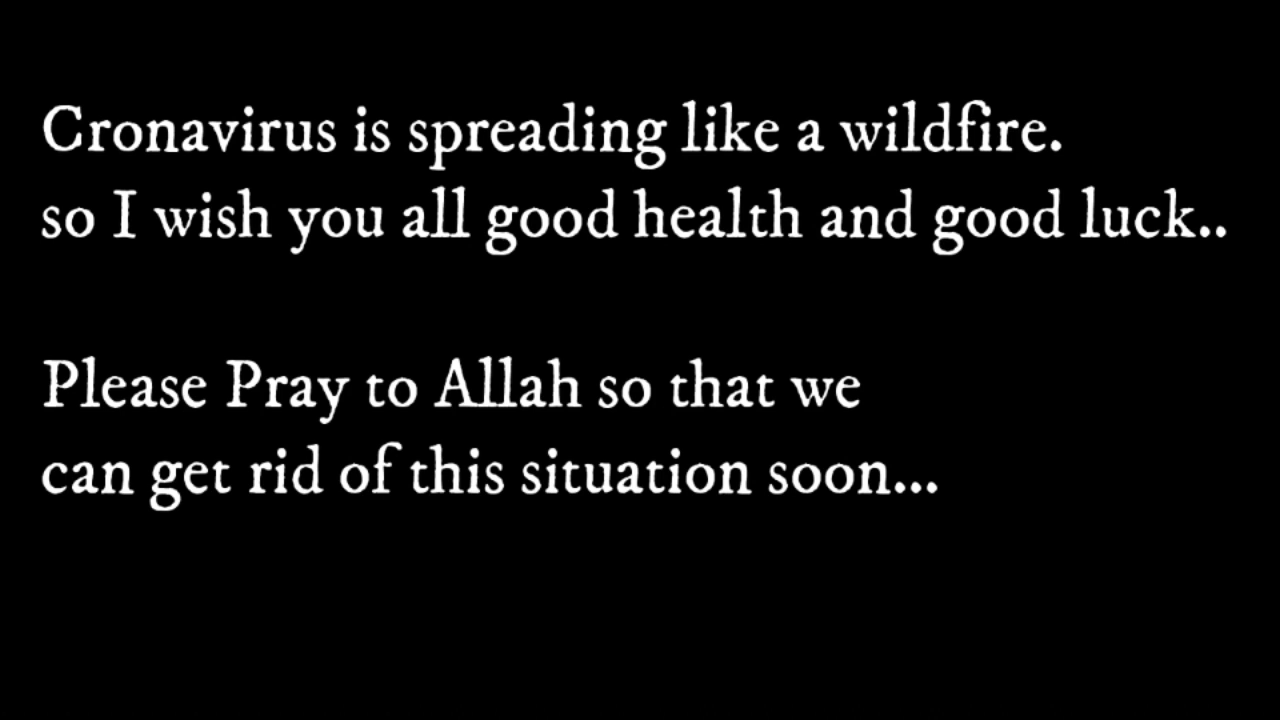 Cronavirus is spreading like a wildfire.
so I wish you all good health and good luck..
Please Pray to Allah so that we
can get rid of this situation soon...